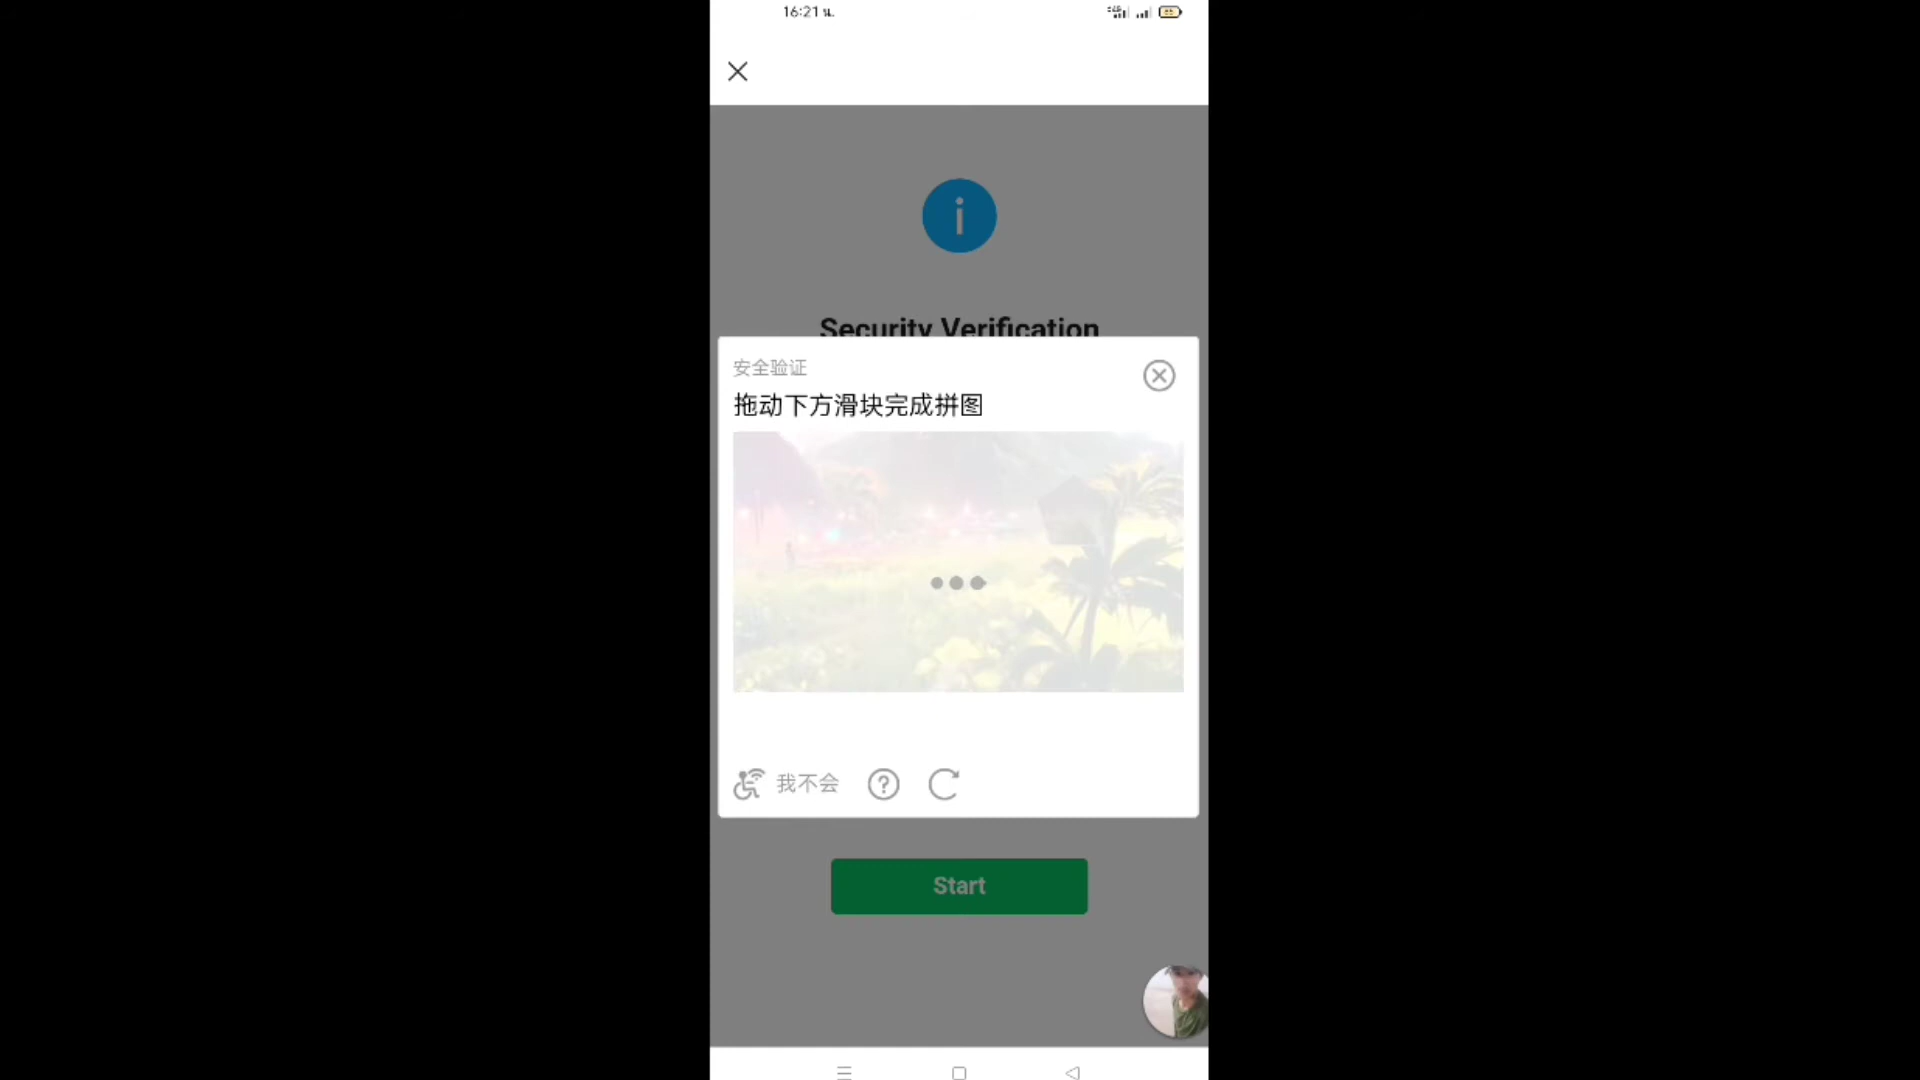 16:21 น.
Security Verification
安全验证
拖动下方滑块完成拼图
我不会
Start